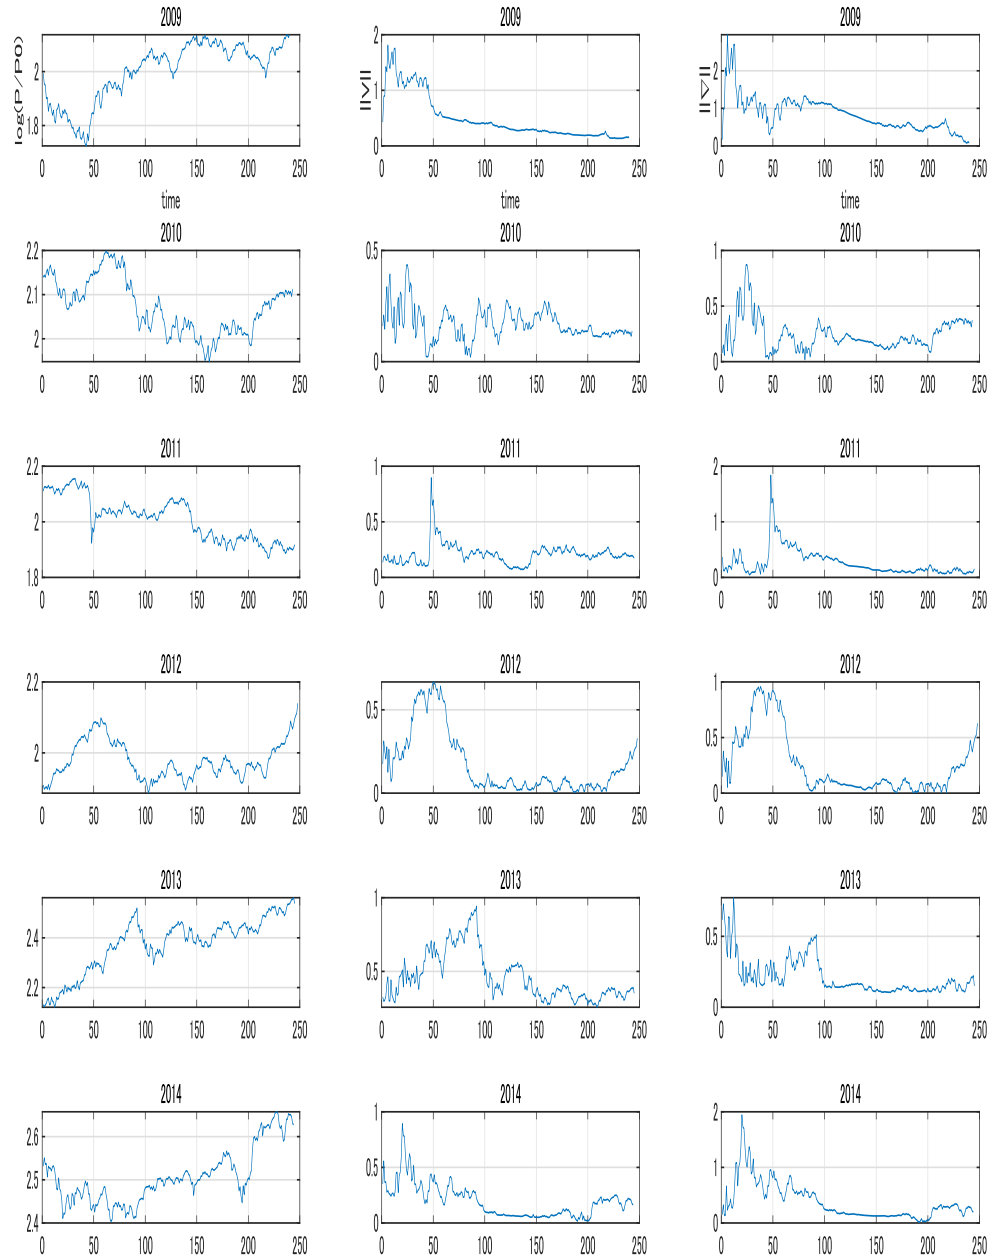 2009 2009 2009
log(P/P0) 2 1.8 0 50 100 150 200 250
||▽|| 2 1 0 0 50 100 150 200 250
||▽|| 2 1 0 0 50 100 150 200 250
time time time
2010 2010 2010
2.2 2.1 2 0 50 100 150 200 250
0.5 0 0 50 100 150 200 250
1 0.5 0 0 50 100 150 200 250
2011 2011 2011
2.2 2 1.8 0 50 100 150 200 250
1 0.5 0 0 50 100 150 200 250
2 1 0 0 50 100 150 200 250
2012 2012 2012
2.2 2 0 50 100 150 200 250
0.5 0 0 50 100 150 200 250
1 0.5 0 0 50 100 150 200 250
2013 2013 2013
2.4 2.2 0 50 100 150 200 250
1 0.5 0 50 100 150 200 250
0.5 0 0 50 100 150 200 250
2014 2014 2014
2.6 2.5 2.4 0 50 100 150 200 250
1 0.5 0 0 50 100 150 200 250
2 1 0 0 50 100 150 200 250